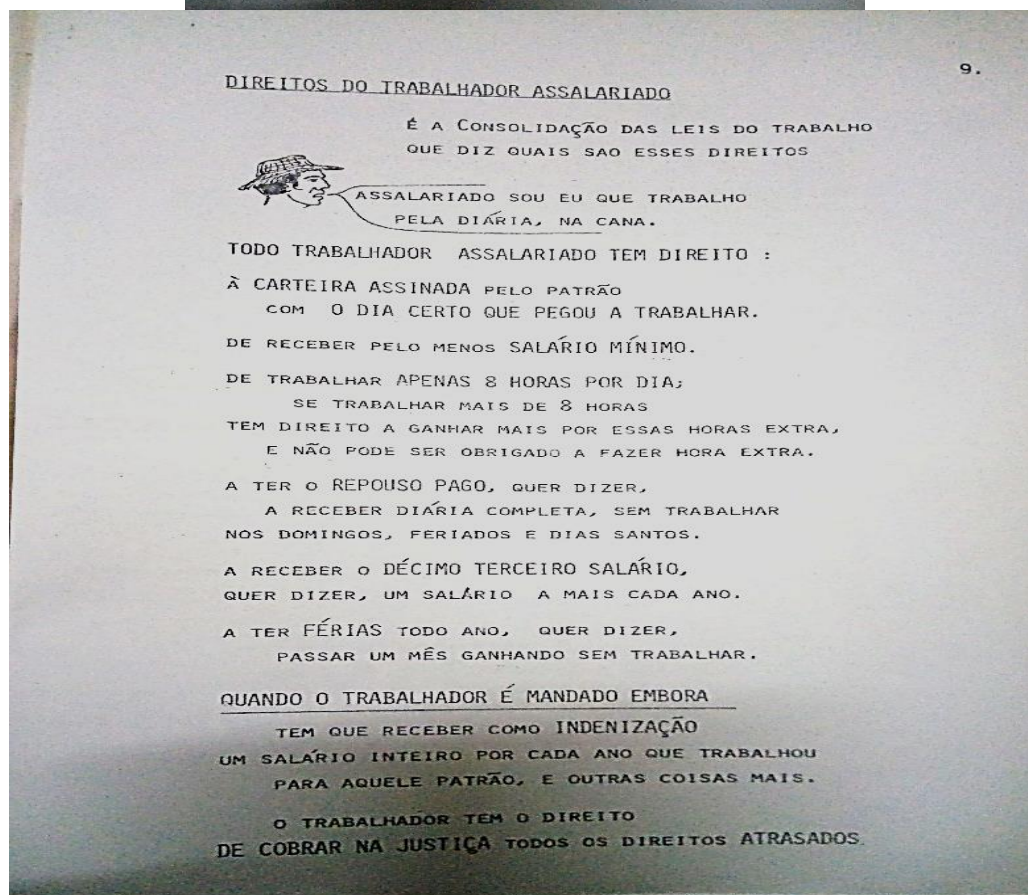 9.
DIREITOS DO TRABALHADOR ASSALARIADO
É A CONSOLIDAÇÃO DAS LEIS DO TRABALHO
QUE DIZ QUAIS SAO ESSES DIREITOS
ASSALARIADO SOU EU QUE TRABALHO
PELA DIÁRIA, NA CANA.
TODO TRABALHADOR ASSALARIADO TEM DIREITO :
À CARTEIRA ASSINADA PELO PATRÃO
COM O DIA CERTO QUE PEGOU A TRABALHAR.
DE RECEBER PELO MENOS SALÁRIO MÍNIMO.
DE TRABALHAR APENAS 8 HORAS POR DIA;
SE TRABALHAR MAIS DE 8 HORAS
TEM DIREITO A GANHAR MAIS POR ESSAS HORAS EXTRA,
E NÃO PODE SER OBRIGADO A FAZER HORA EXTRA.
A TER O REPOUSO PAGO, QUER DIZER,
A RECEBER DIÁRIA COMPLETA, SEM TRABALHAR
NOS DOMINGOS, FERIADOS E DIAS SANTOS.
A RECEBER O DÉCIMO TERCEIRO SALÁRIO,
QUER DIZER, UM SALÁRIO A MAIS CADA ANO.
A TER FÉRIAS TODO ANO, QUER DIZER,
PASSAR UM MÊS GANHANDO SEM TRABALHAR.
QUANDO O TRABALHADOR É MANDADO EMBORA
TEM QUE RECEBER COMO INDENIZAÇÃO
UM SALÁRIO INTEIRO POR CADA ANO QUE TRABALHOU
PARA AQUELE PATRÃO, E OUTRAS COISAS MAIS.
O TRABALHADOR TEM O DIREITO
DE COBRAR NA JUSTIÇA TODOS OS DIREITOS ATRASADOS.